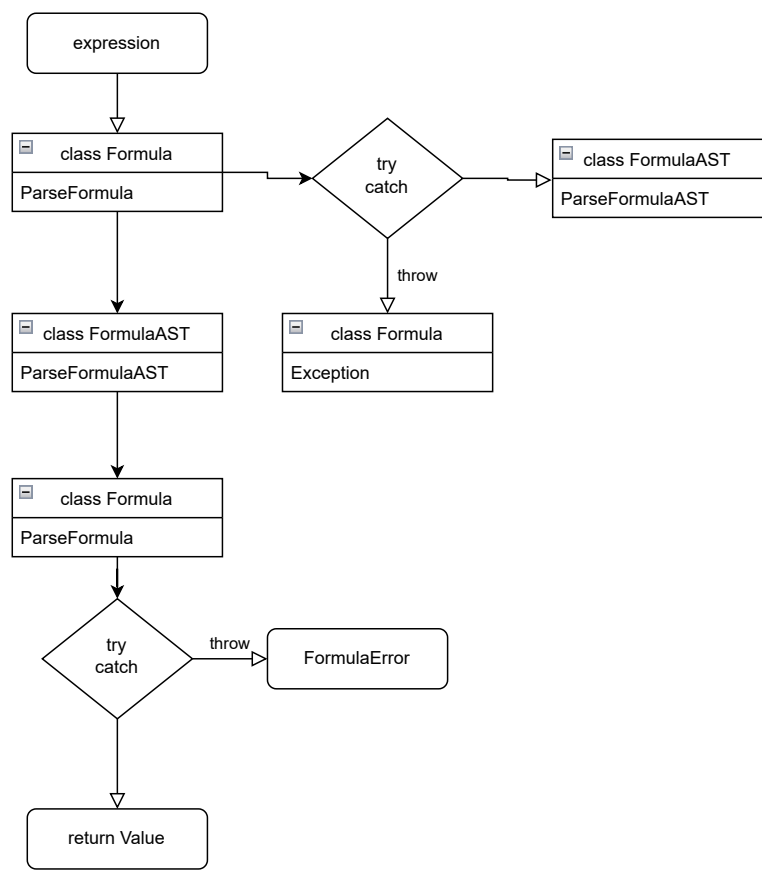 expression
class Formula
ParseFormula
try
catch
class FormulaAST
ParseFormulaAST
throw
class FormulaAST
ParseFormulaAST
class Formula
Exception
class Formula
ParseFormula
try
catch
throw
FormulaError
return Value